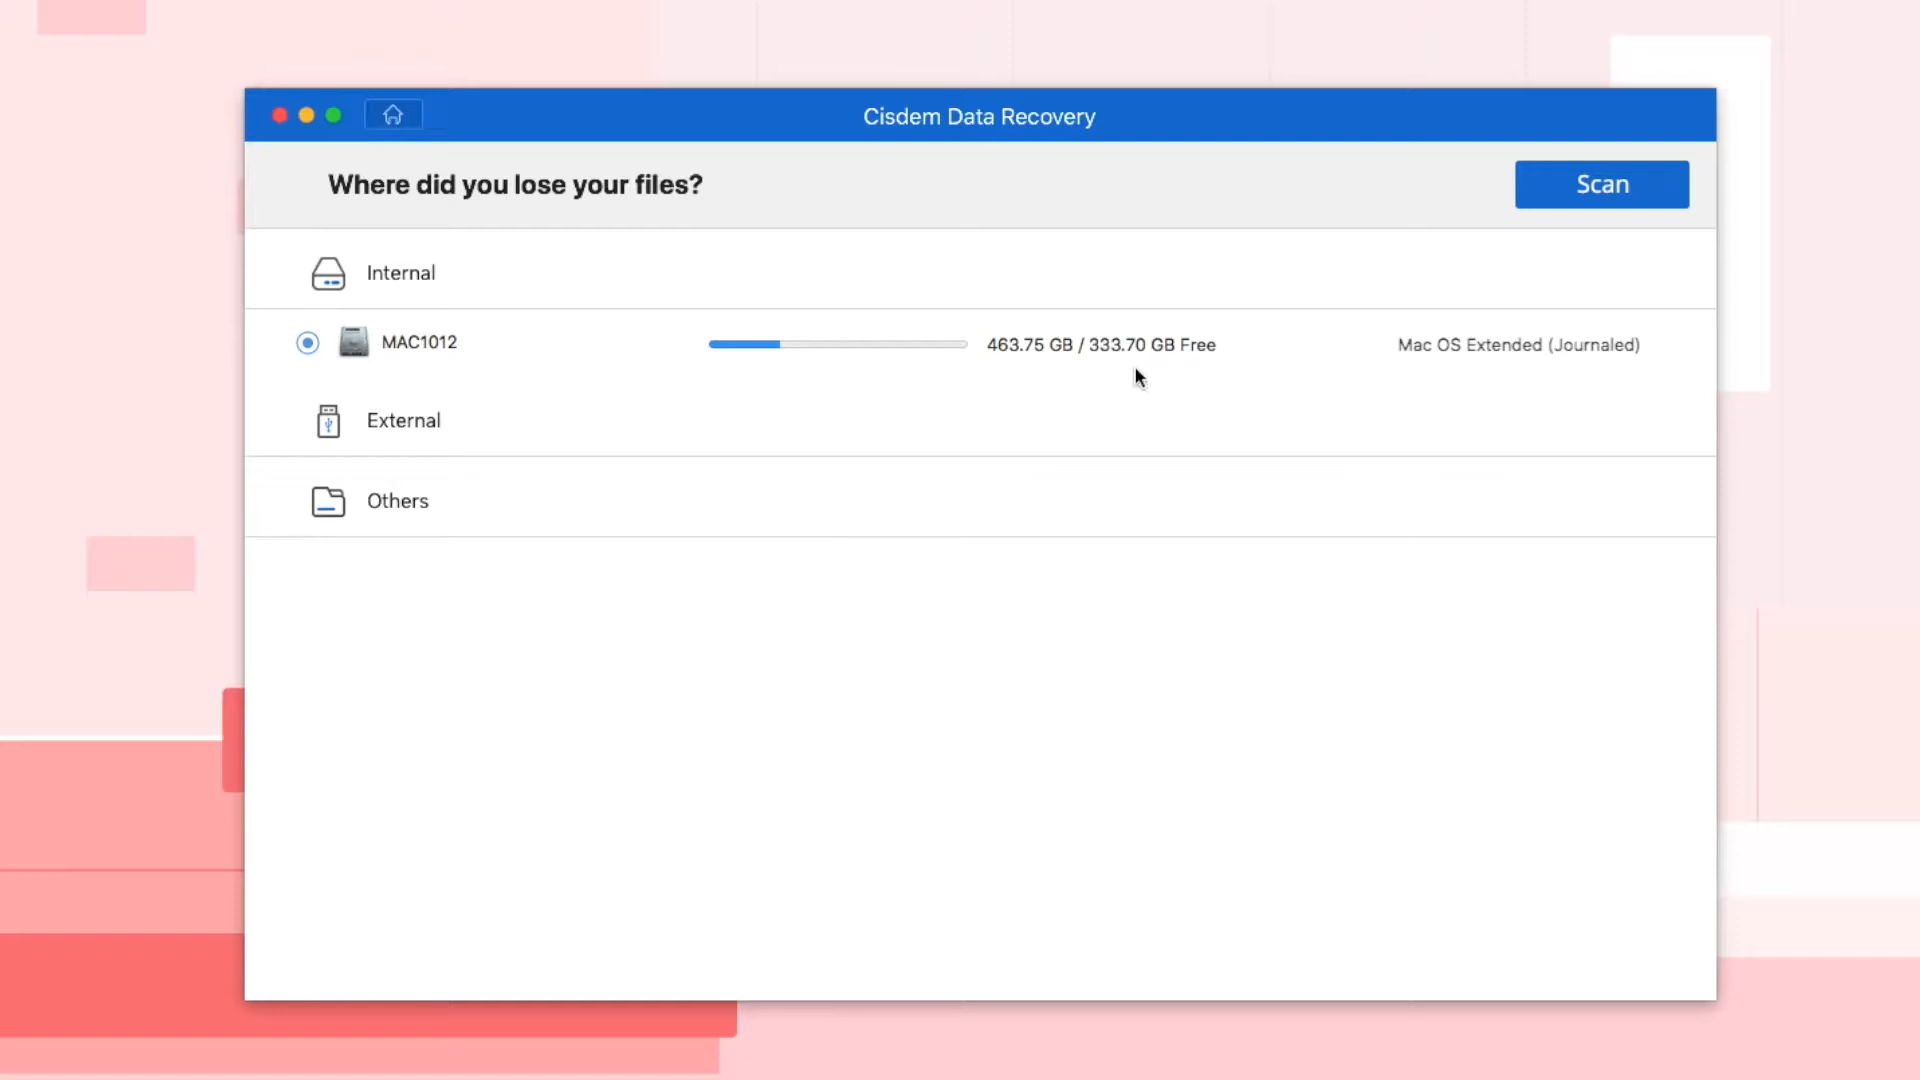 Cisdem Data Recovery
Where did you lose your files?
Scan
Internal
MAC1012
463.75 GB / 333.70 GB Free
Mac OS Extended (Journaled)
External
Others